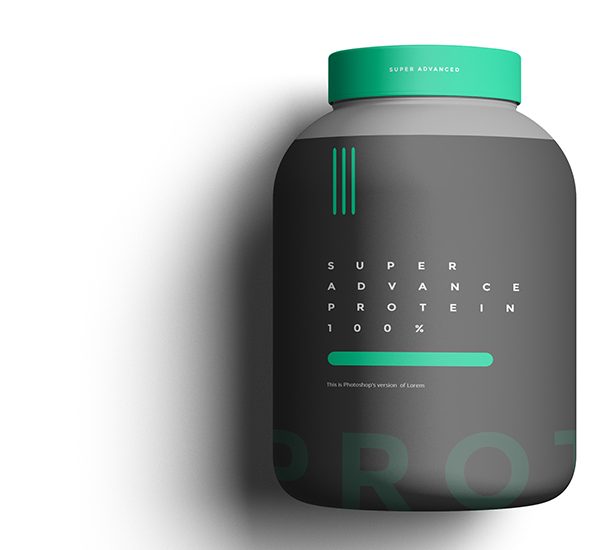 SUPER ADVANCED
SUPER
ADVANCE
PROTEIN
100%
This is Photoshop's version of Lorem
PROT